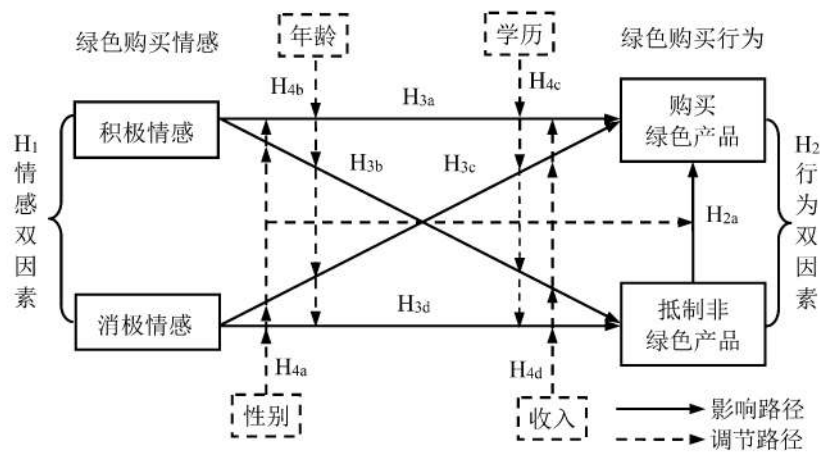 绿色购买情感
年龄
学历
绿色购买行为
H4b
H3a
H4c
积极情感
购买
绿色产品
H1
情感双因素
H3b
H3c
H2
行为双因素
H2a
消极情感
H3d
抵制非
绿色产品
H4a
H4d
性别
收入
影响路径
调节路径